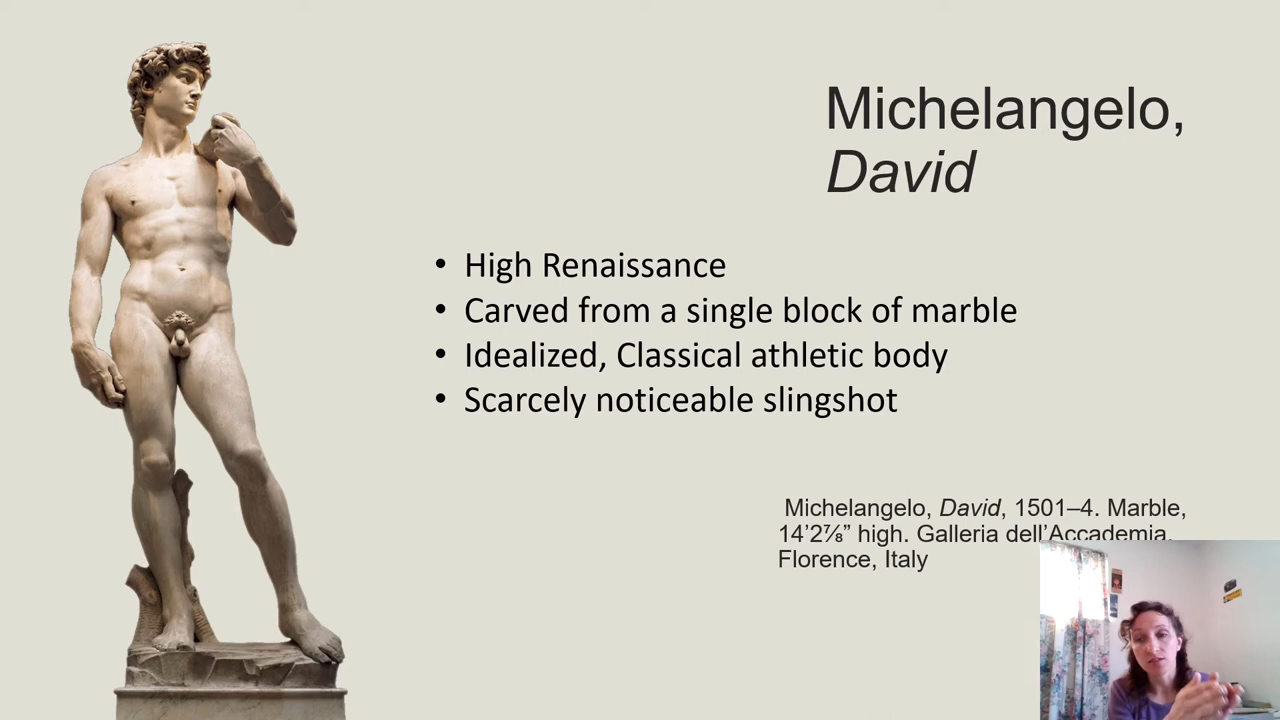 Michelangelo,
David
• High Renaissance
• Carved from a single block of marble
• Idealized, Classical athletic body
• Scarcely noticeable slingshot
Michelangelo, David, 1501–4. Marble,
14’2⅞” high. Galleria dell’Accademia,
Florence, Italy